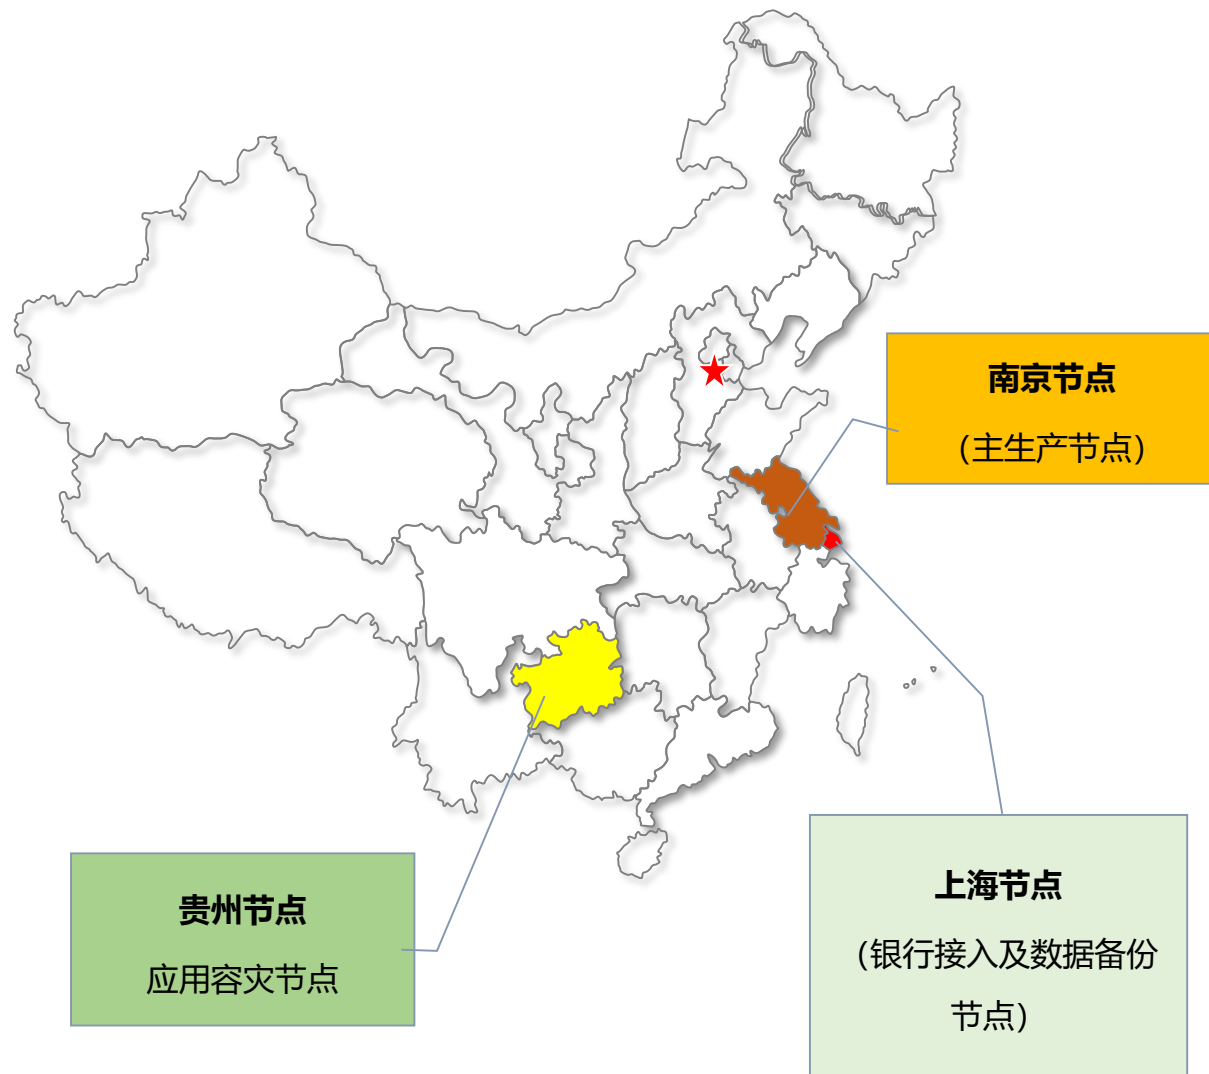 南京节点
（主生产节点）
贵州节点
应用容灾节点
上海节点
（银行接入及数据备份
节点）